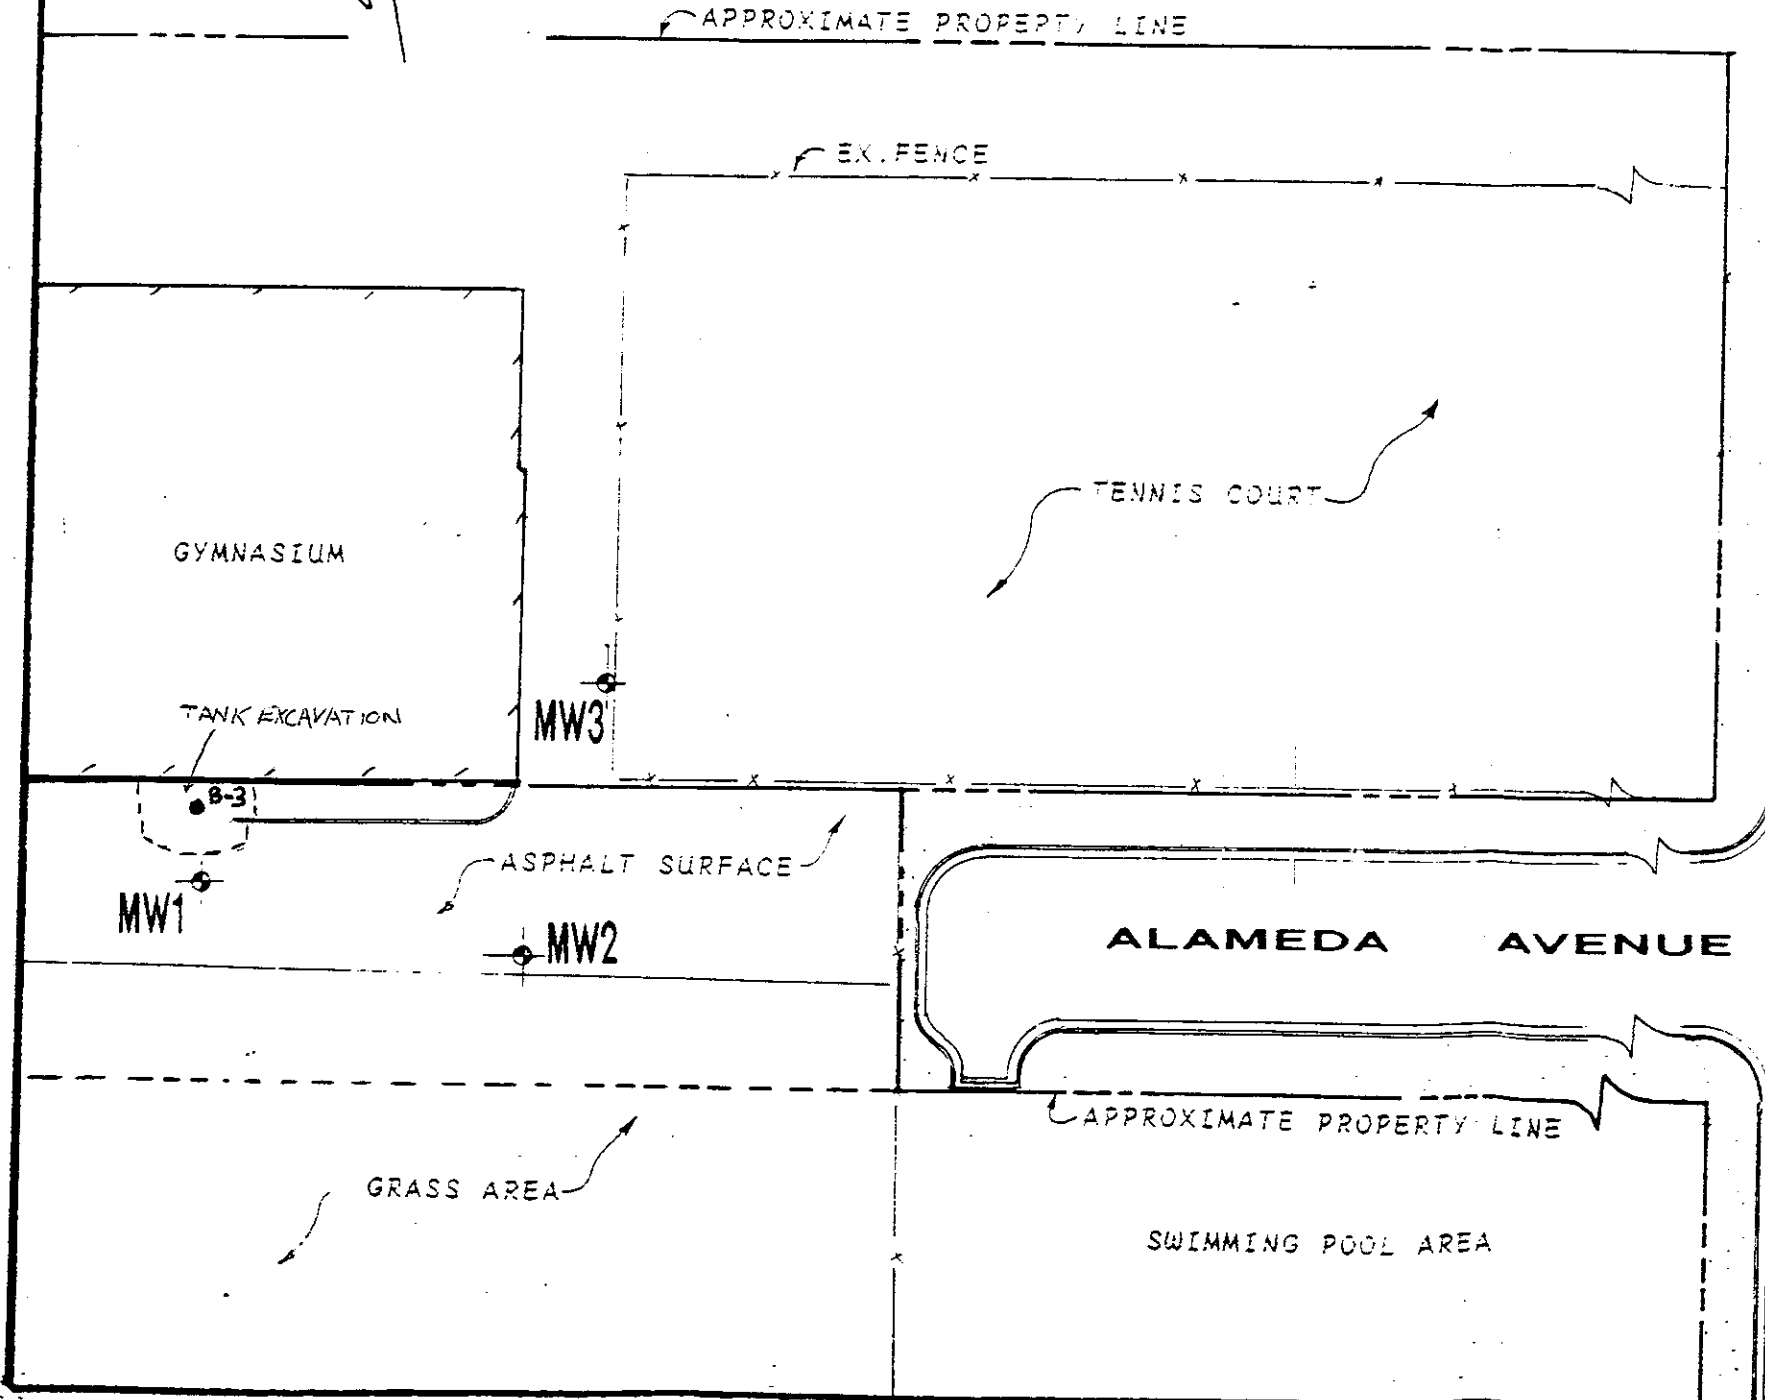 APPROXIMATE PROPERTY LINE
EX. FENCE
TENNIS COURT
GYMNASIUM
TANK EXCAVATION
MW3
B-3
ASPHALT SURFACE
MW1
MW2
ALAMEDA AVENUE
APPROXIMATE PROPERTY LINE
GRASS AREA
SWIMMING POOL AREA